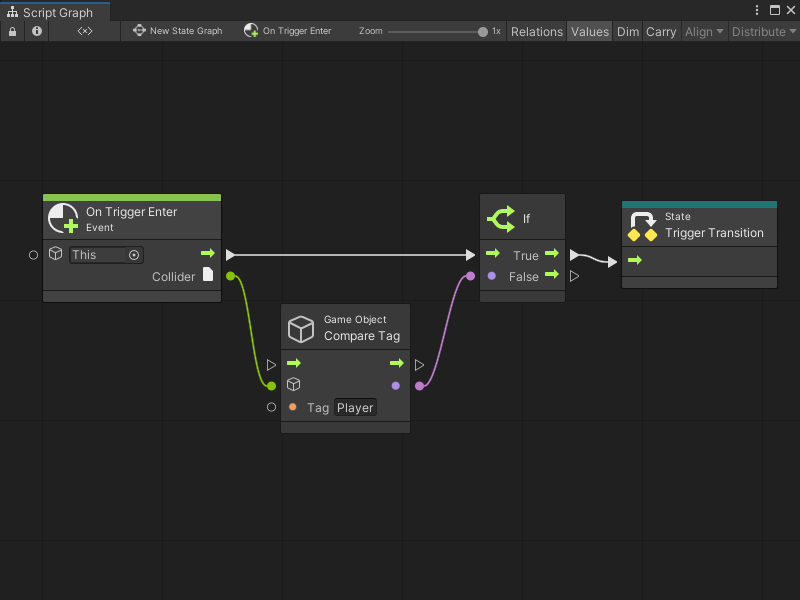 Script Graph
New State Graph
On Trigger Enter
Zoom
1x
Relations
Values
Dim
Carry
Align
Distribute
On Trigger Enter
Event
This
Collider
Game Object
Compare Tag
Tag Player
If
True
False
State
Trigger Transition